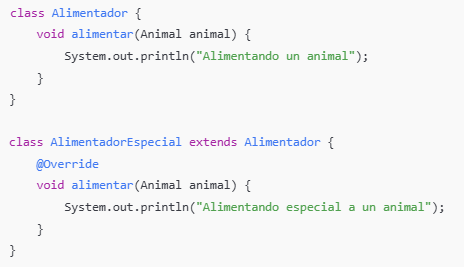 class Alimentador {
    void alimentar(Animal animal) {
        System.out.println("Alimentando un animal");
    }
}

class AlimentadorEspecial extends Alimentador {
    @Override
    void alimentar(Animal animal) {
        System.out.println("Alimentando especial a un animal");
    }
}